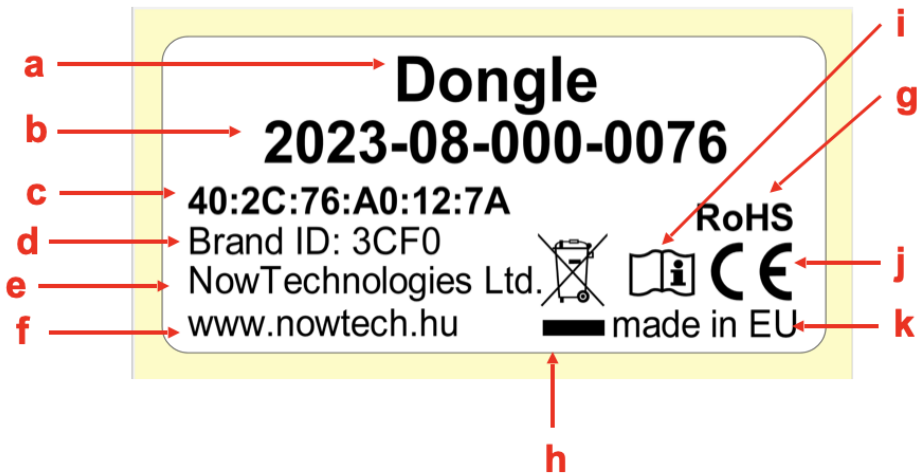 a
Dongle
i
g
b
2023-08-000-0076
c
40:2C:76:A0:12:7A
RoHS
d
Brand ID: 3CF0
e
NowTechnologies Ltd.
i
CE
j
f
www.nowtech.hu
made in EU
k
h